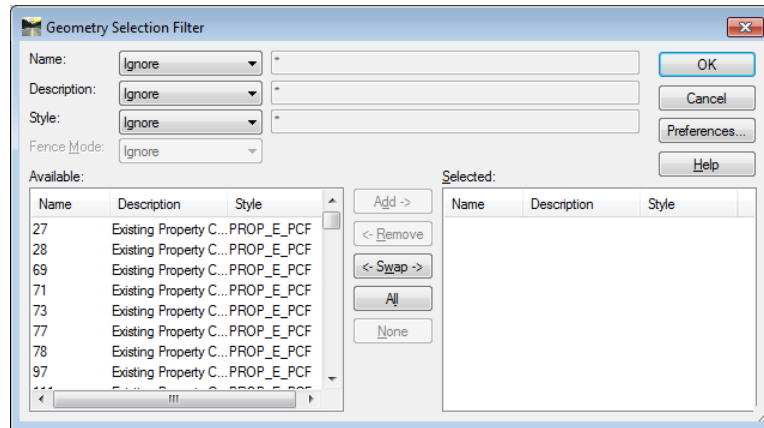 Geometry Selection Filter
Name: Ignore * OK
Description: Ignore * Cancel
Style: Ignore * Preferences...
Fence Mode: Ignore Help
Available: Selected:
Name Description Style Add -> Name Description Style
27 Existing Property C... PROP_E_PCF <- Remove
28 Existing Property C... PROP_E_PCF
69 Existing Property C... PROP_E_PCF <- Swap ->
71 Existing Property C... PROP_E_PCF
73 Existing Property C... PROP_E_PCF All
77 Existing Property C... PROP_E_PCF None
78 Existing Property C... PROP_E_PCF
97 Existing Property C... PROP_E_PCF